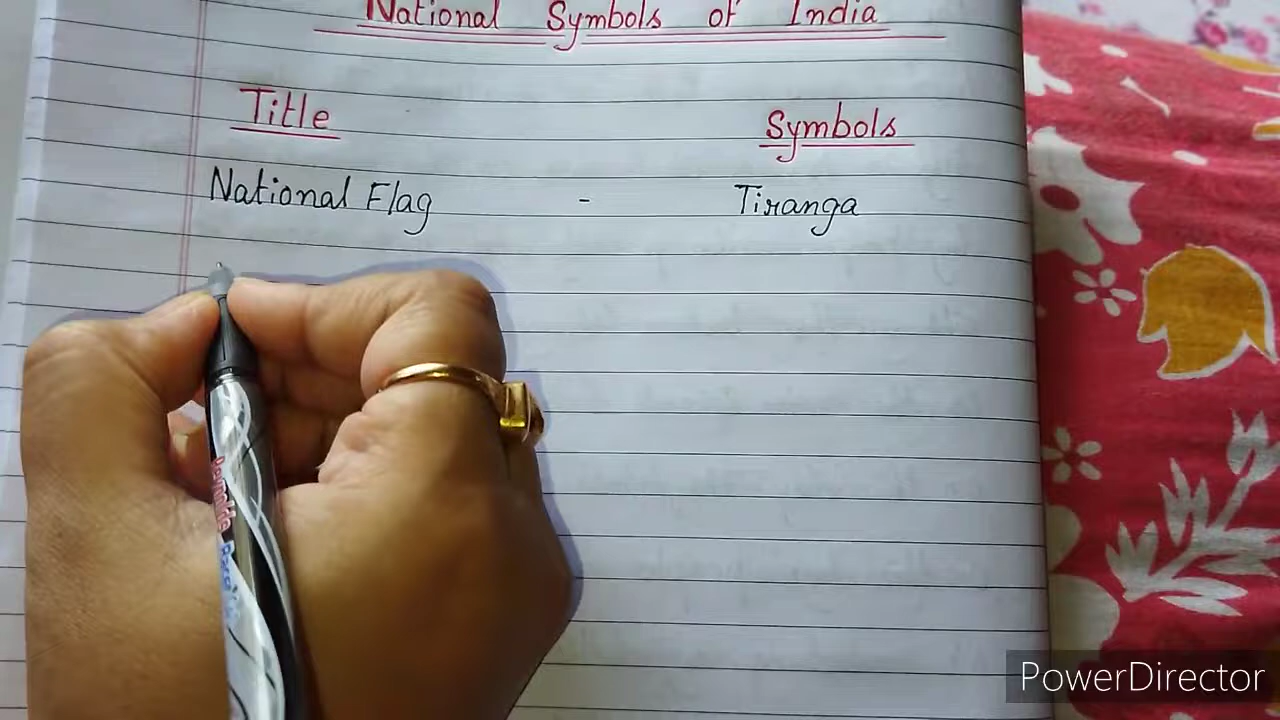 National Symbols of India
Title Symbols
National Flag - Tiranga
PowerDirector